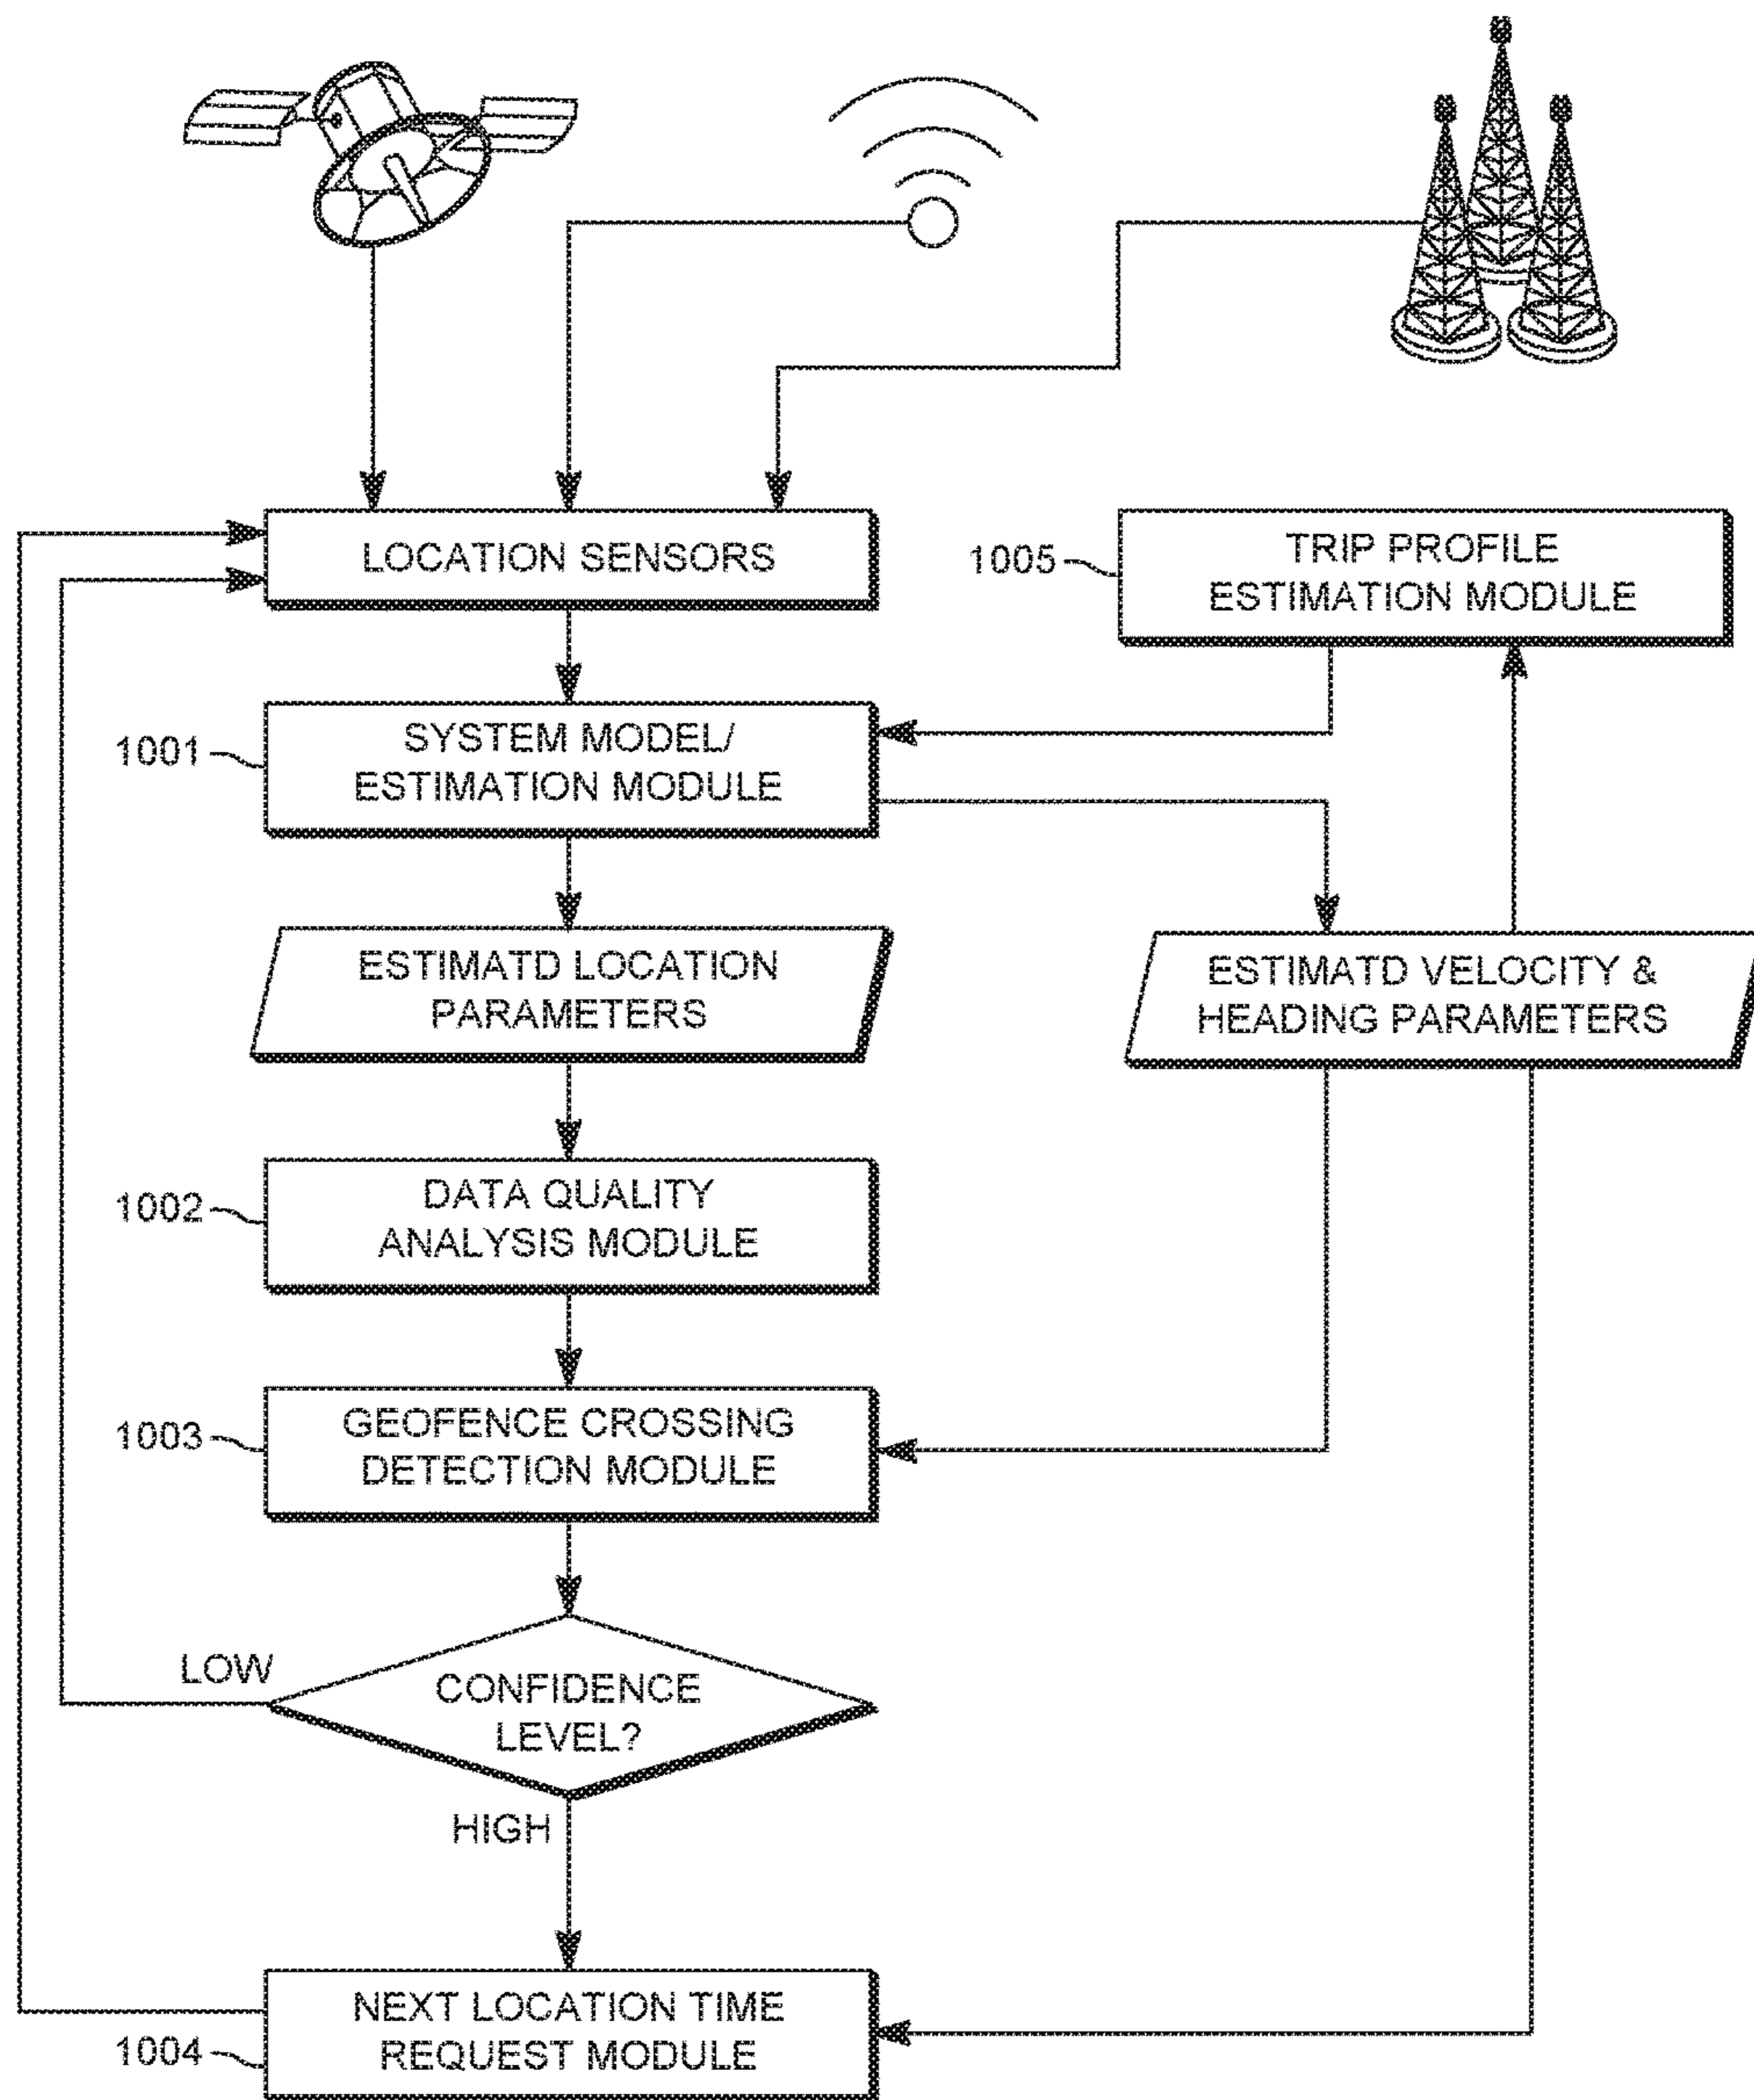 LOCATION SENSORS
1005
TRIP PROFILE
ESTIMATION MODULE
1001
SYSTEM MODEL/
ESTIMATION MODULE
ESTIMATD LOCATION
PARAMETERS
ESTIMATD VELOCITY &
HEADING PARAMETERS
1002
DATA QUALITY
ANALYSIS MODULE
1003
GEOFENCE CROSSING
DETECTION MODULE
LOW
CONFIDENCE
LEVEL?
HIGH
NEXT LOCATION TIME
REQUEST MODULE
1004